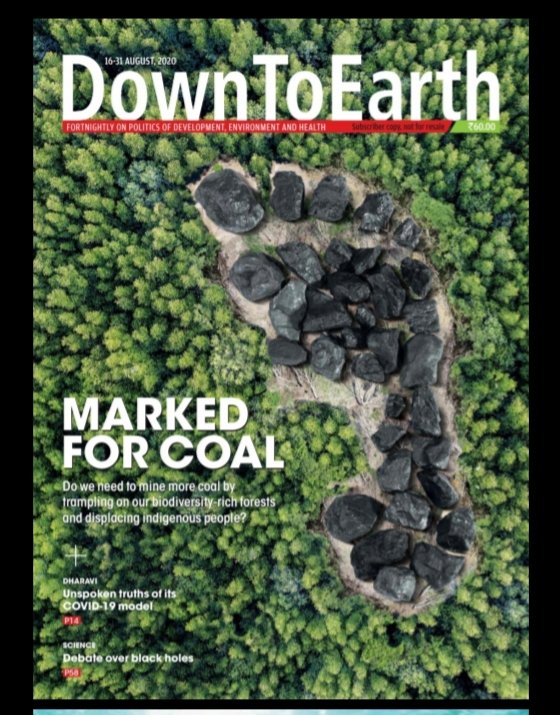 16-31 AUGUST, 2020
DownToEarth
FORTNIGHTLY ON POLITICS OF DEVELOPMENT, ENVIRONMENT AND HEALTH
Subscriber copy, not for resale
₹60.00
MARKED
FOR COAL
Do we need to mine more coal by
trampling on our biodiversity-rich forests
and displacing indigenous people?
DHARAVI
Unspoken truths of its
COVID-19 model
P14
SCIENCE
Debate over black holes
P58